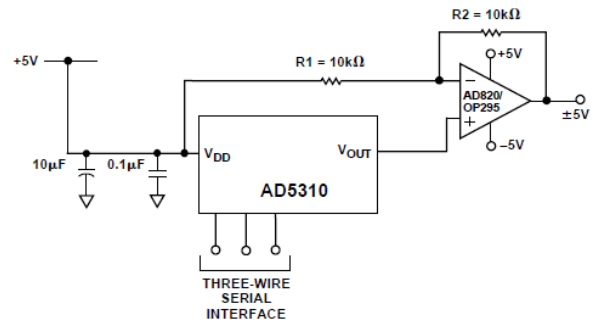 R2 = 10kΩ
+5V
R1 = 10kΩ
+5V
−
AD820/
OP295
+
±5V
−5V
10µF
0.1µF
VDD
VOUT
AD5310
THREE-WIRE
SERIAL
INTERFACE